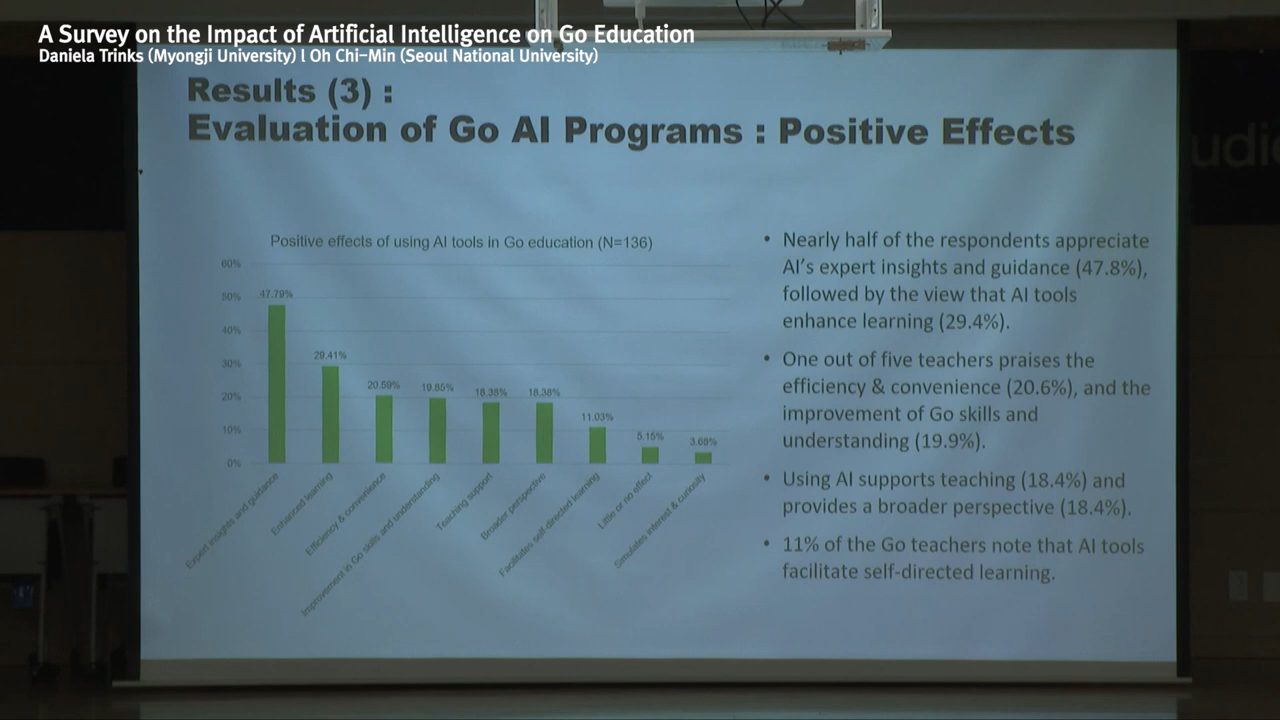 A Survey on the Impact of Artificial Intelligence on Go Education
Daniela Trinks (Myongji University) l Oh Chi-Min (Seoul National University)
Results (3) :
Evaluation of Go AI Programs : Positive Effects
Positive effects of using AI tools in Go education (N=136)
60%
50%
40%
30%
20%
10%
0%
47.79%
29.41%
20.59%
19.85%
18.38%
18.38%
11.03%
5.15%
3.68%
Expert insights and guidance
Enhanced learning
Efficiency & convenience
Improvement in Go skills and understanding
Teaching support
Broader perspective
Facilitates self-directed learning
Little or no effect
Stimulates interest & curiosity
• Nearly half of the respondents appreciate
AI's expert insights and guidance (47.8%),
followed by the view that AI tools
enhance learning (29.4%).
• One out of five teachers praises the
efficiency & convenience (20.6%), and the
improvement of Go skills and
understanding (19.9%).
• Using AI supports teaching (18.4%) and
provides a broader perspective (18.4%).
• 11% of the Go teachers note that AI tools
facilitate self-directed learning.